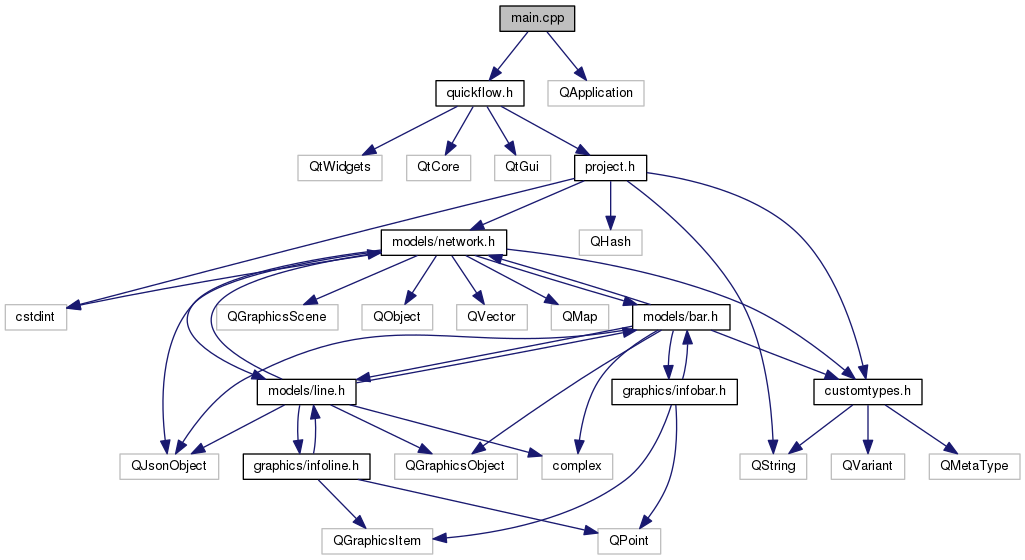 main.cpp
quickflow.h
QApplication
QtWidgets
QtCore
QtGui
project.h
models/network.h
QHash
cstdint
QGraphicsScene
QObject
QVector
QMap
models/bar.h
models/line.h
graphics/infobar.h
customtypes.h
QJsonObject
graphics/infoline.h
QGraphicsObject
complex
QString
QVariant
QMetaType
QGraphicsItem
QPoint